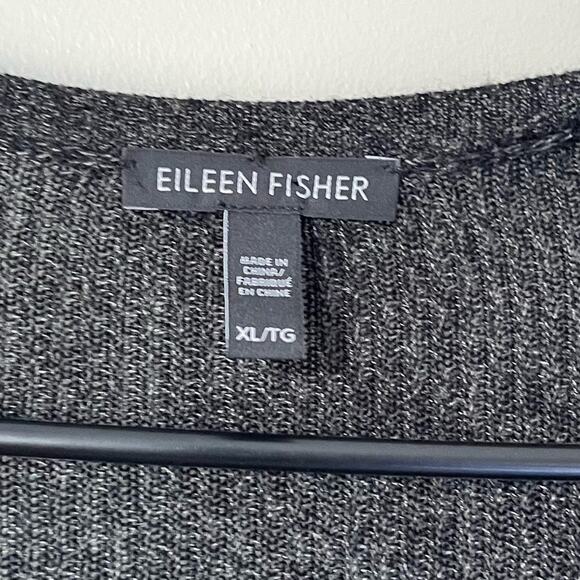 EILEEN FISHER
MADE IN
CHINA/
FABRIQUÉ
EN CHINE
XL/TG